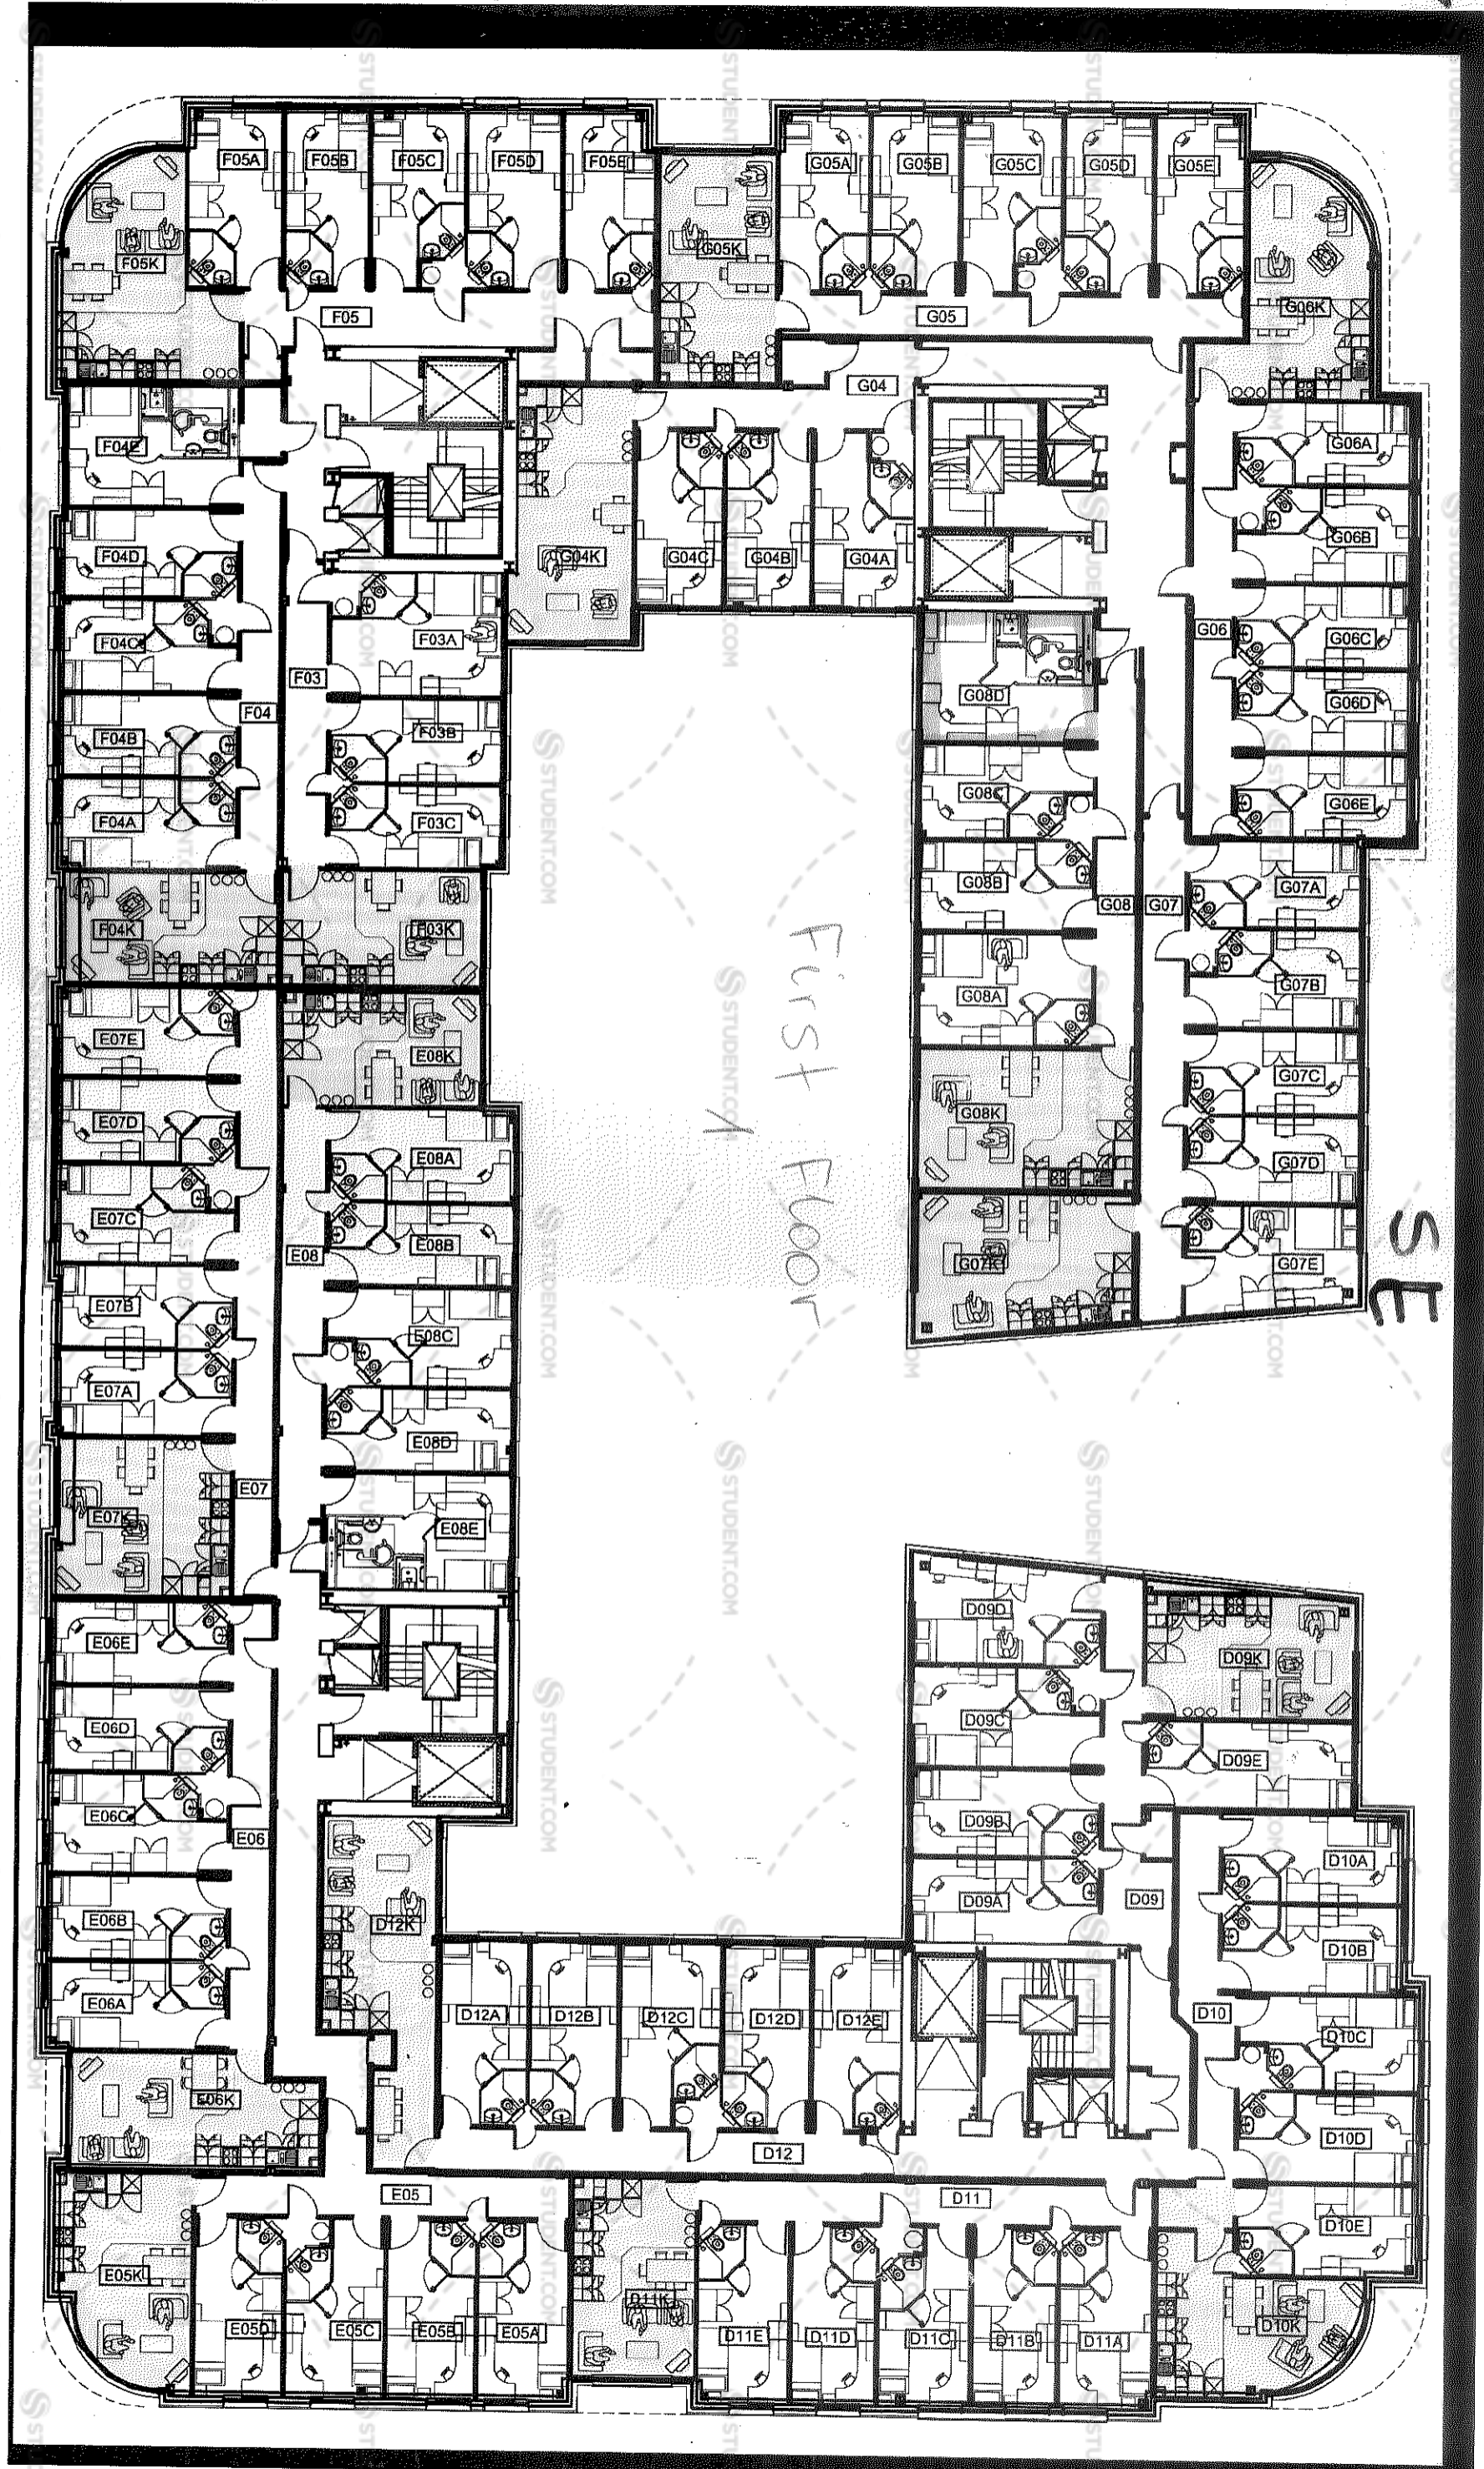 F05A F05B F05C F05D F05E G05A G05B G05C G05D G05E
F05K G05K G06K
F05 G05
G04
F04E G06A
F04D G04K G04C G04B G04A G06B
F04C F03A G06 G06C
F03 G08D G06D
F04 F04B F03B
F04A F03C G08C G06E
G08B G07A
F04K F03K G08 G07
First 1 Floor
G08A G07B
E07E E08K
G07C
E07D E08A G08K G07D
E07C E08B
E08 G07K G07E
SE
E07B E08C
E07A
E08D
E07 E07K E08E
D09D
E06E D09K
E06D D09C D09E
E06C E06 D09B
D10A
E06B D12K D09A D09 D10B
E06A D12A D12B D12C D12D D12E D10 D10C
E06K D10D
D12
E05 D11
D10E
E05K D11K
E05D E05C E05B E05A D11E D11D D11C D11B D11A D10K
STUDENT.COM